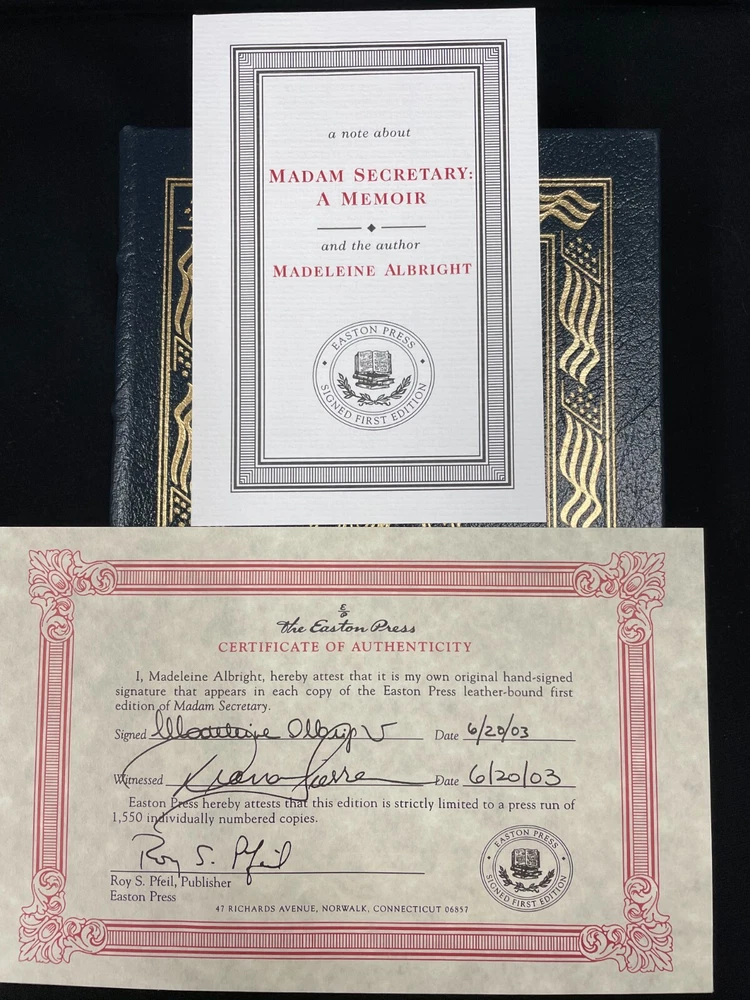 a note about
MADAM SECRETARY:
A MEMOIR
and the author
MADELEINE ALBRIGHT
EASTON PRESS
SIGNED FIRST EDITION
E/P
the Easton Press
CERTIFICATE OF AUTHENTICITY
I, Madeleine Albright, hereby attest that it is my own original hand-signed
signature that appears in each copy of the Easton Press leather-bound first
edition of Madam Secretary.
Signed Madeleine Albright Date 6/20/03
Witnessed Date 6/20/03
Easton Press hereby attests that this edition is strictly limited to a press run of
1,550 individually numbered copies.
Roy S. Pfeil
Roy S. Pfeil, Publisher
Easton Press
EASTON PRESS
SIGNED FIRST EDITION
47 RICHARDS AVENUE, NORWALK, CONNECTICUT 06857